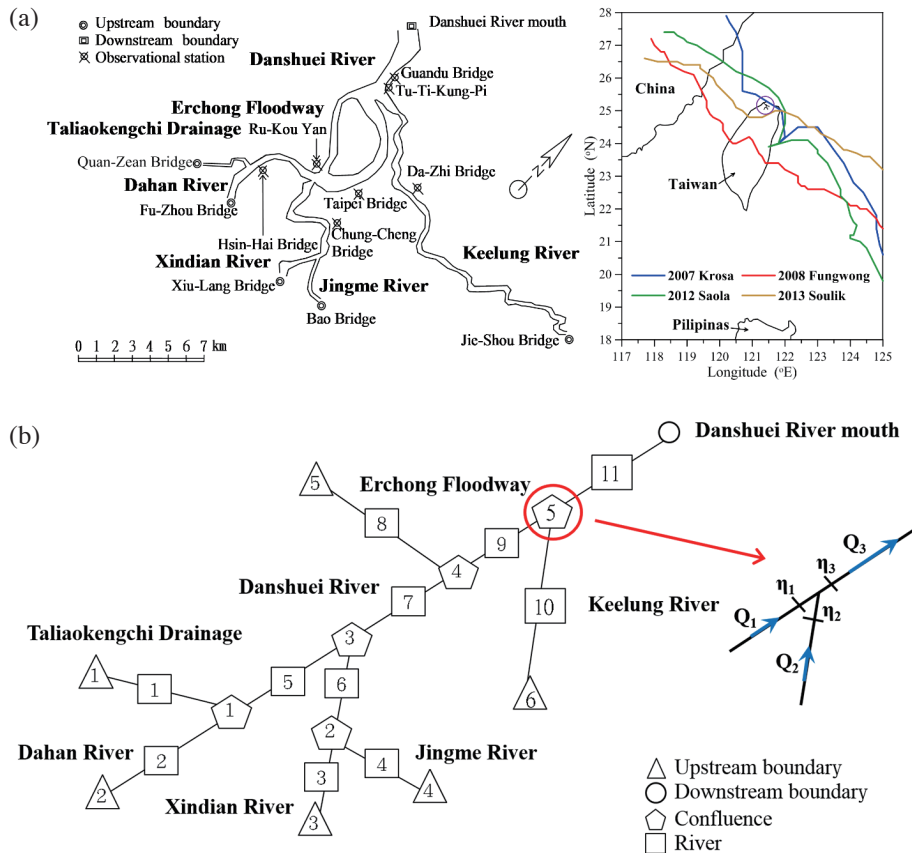 (a)
Upstream boundary
Downstream boundary
Observational station
Danshuei River mouth
Danshuei River
Guandu Bridge
Tu-Ti-Kung-Pi
Erchong Floodway
Taliaokengchi Drainage
Ru-Kou Yan
Quan-Zean Bridge
Dahan River
Fu-Zhou Bridge
Da-Zhi Bridge
Taipei Bridge
Hsin-Hai Bridge
Chung-Cheng
Bridge
Xindian River
Keelung River
Xiu-Lang Bridge
Jingme River
Bao Bridge
Jie-Shou Bridge
N
0 1 2 3 4 5 6 7 km
28
27
26
25
24
23
22
21
20
19
18
Latitude (°N)
China
Taiwan
2007 Krosa
2008 Fungwong
2012 Saola
2013 Soulik
Pilipinas
117 118 119 120 121 122 123 124 125
Longitude (°E)
(b)
Danshuei River mouth
11
Erchong Floodway
5
5
8
9
4
Q3
η3
η1
η2
Q1
Q2
Danshuei River
7
10
Keelung River
Taliaokengchi Drainage
3
1
1
5
6
6
1
Dahan River
2
2
2
3
4
Jingme River
4
Xindian River
3
Upstream boundary
Downstream boundary
Confluence
River